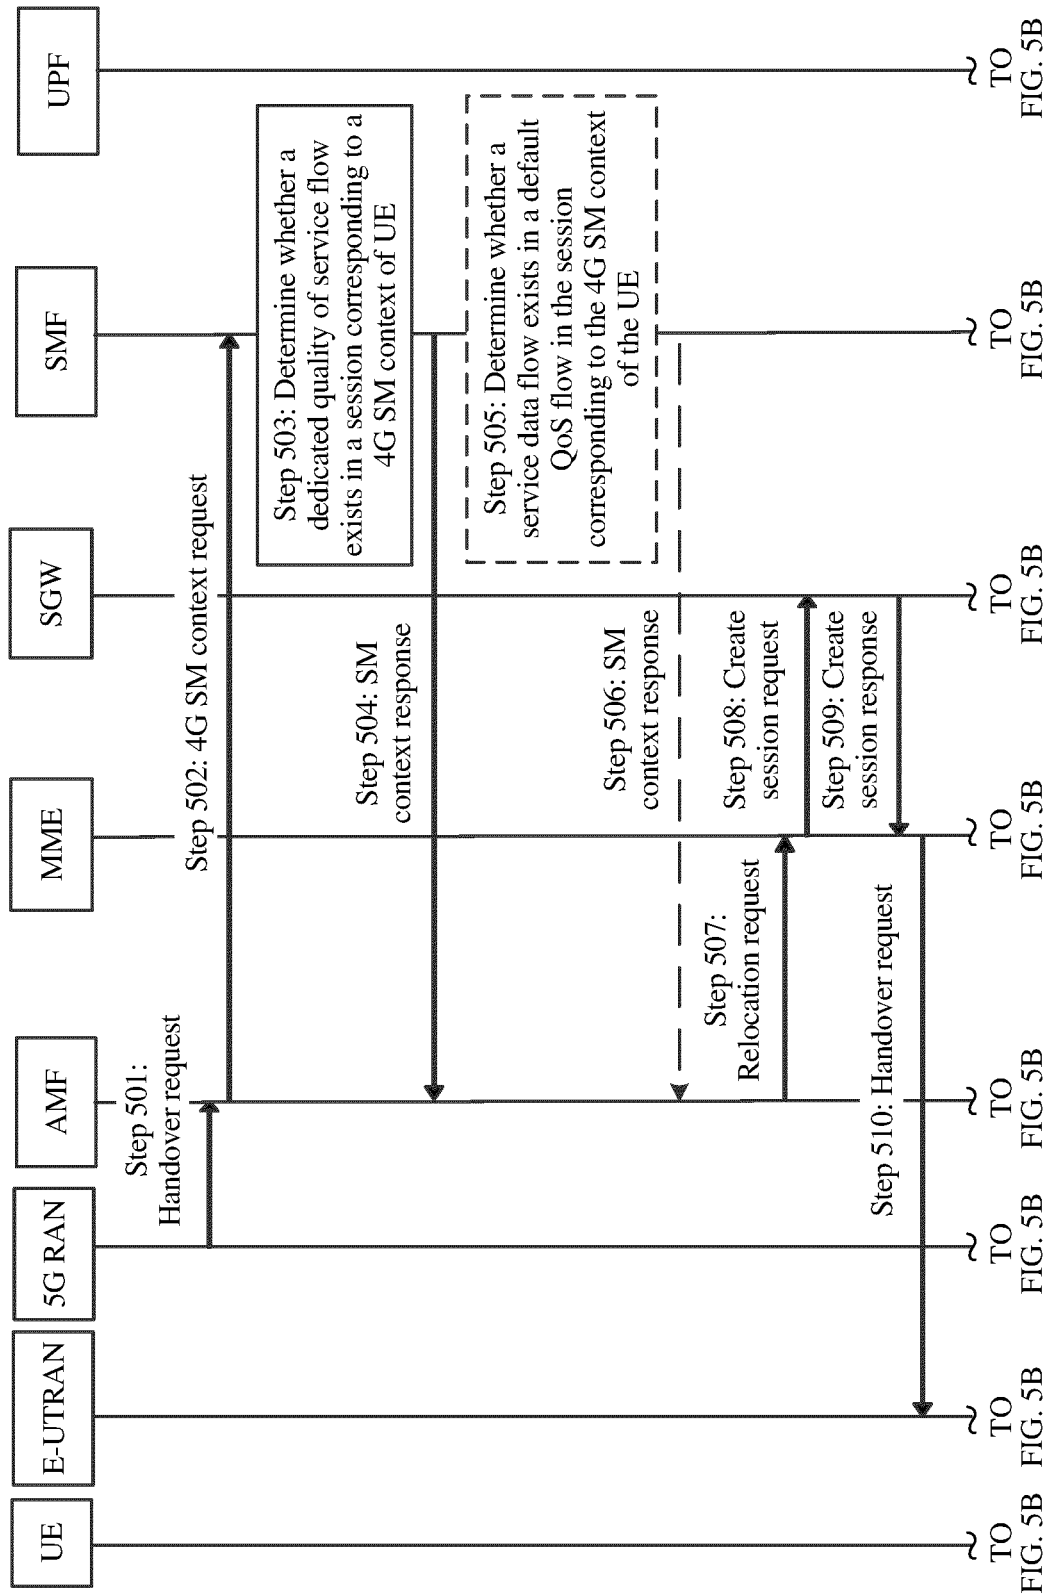 UE
E-UTRAN
5G RAN
AMF
MME
SGW
SMF
UPF
Step 501:
Handover request
Step 502: 4G SM context request
Step 503: Determine whether a
dedicated quality of service flow
exists in a session corresponding to a
4G SM context of UE
Step 504: SM
context response
Step 505: Determine whether a
service data flow exists in a default
QoS flow in the session
corresponding to the 4G SM context
of the UE
Step 506: SM
context response
Step 507:
Relocation request
Step 508: Create
session request
Step 509: Create
session response
Step 510: Handover request
TO
FIG. 5B
TO
FIG. 5B
TO
FIG. 5B
TO
FIG. 5B
TO
FIG. 5B
TO
FIG. 5B
TO
FIG. 5B
TO
FIG. 5B